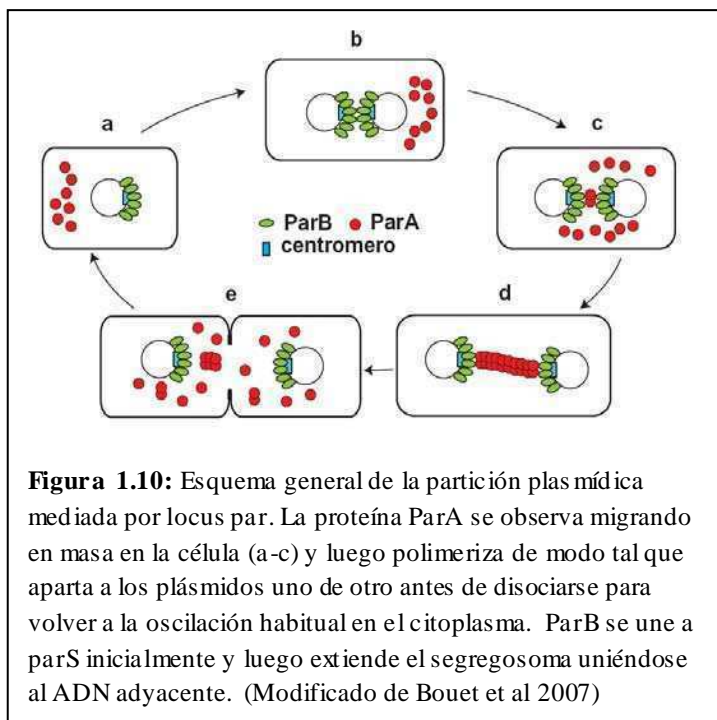 b
a
c
ParB ParA
centromero
e
d
Figura 1.10: Esquema general de la partición plasmídica
mediada por locus par. La proteína ParA se observa migrando
en masa en la célula (a-c) y luego polimeriza de modo tal que
aparta a los plásmidos uno de otro antes de disociarse para
volver a la oscilación habitual en el citoplasma. ParB se une a
parS inicialmente y luego extiende el segregosoma uniéndose
al ADN adyacente. (Modificado de Bouet et al 2007)